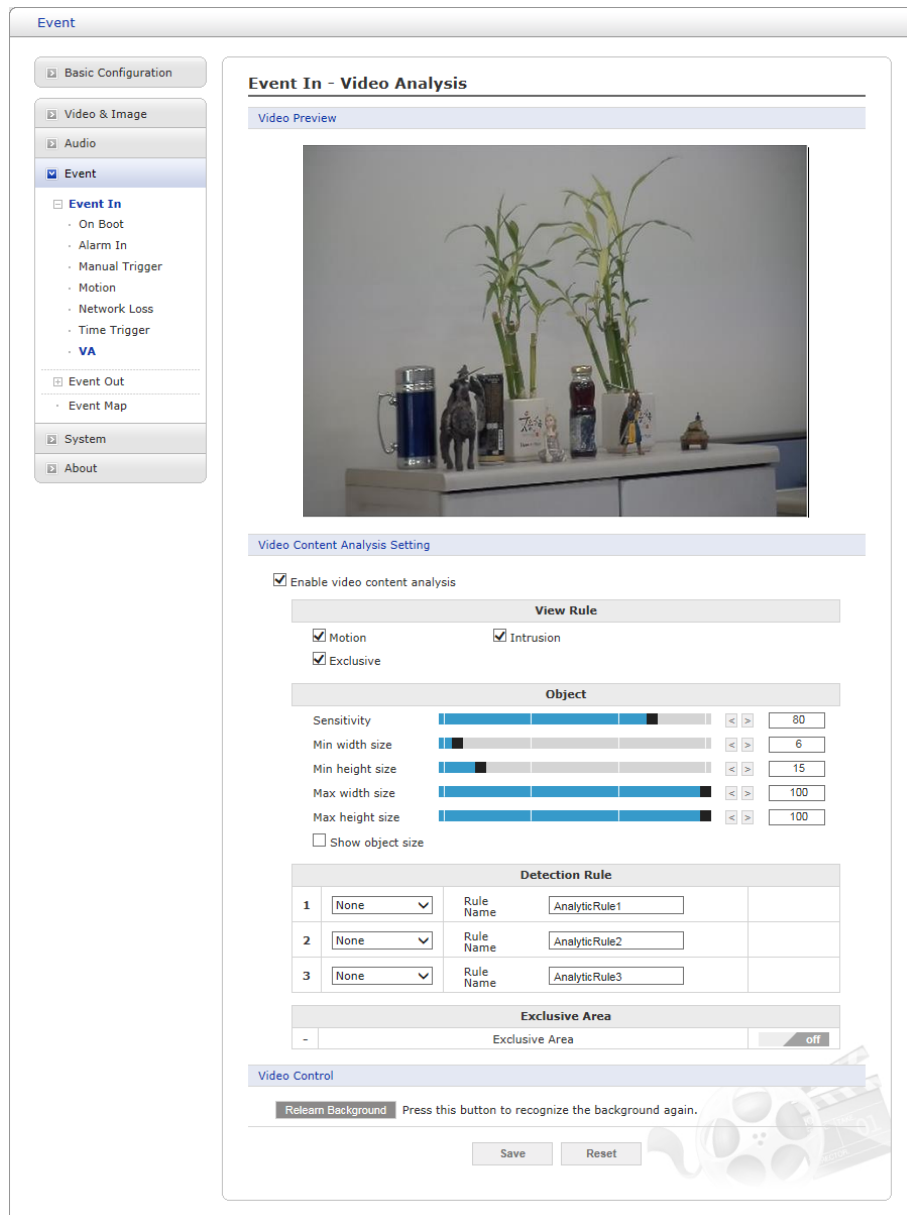 Event
Basic Configuration
Video & Image
Audio
Event
Event In
On Boot
Alarm In
Manual Trigger
Motion
Network Loss
Time Trigger
VA
Event Out
Event Map
System
About
Event In - Video Analysis
Video Preview
Video Content Analysis Setting
Enable video content analysis
View Rule
Motion Intrusion
Exclusive
Object
Sensitivity < > 80
Min width size < > 6
Min height size < > 15
Max width size < > 100
Max height size < > 100
Show object size
Detection Rule
1 None Rule Name AnalyticRule1
2 None Rule Name AnalyticRule2
3 None Rule Name AnalyticRule3
Exclusive Area
- Exclusive Area off
Video Control
Relearn Background Press this button to recognize the background again.
Save Reset